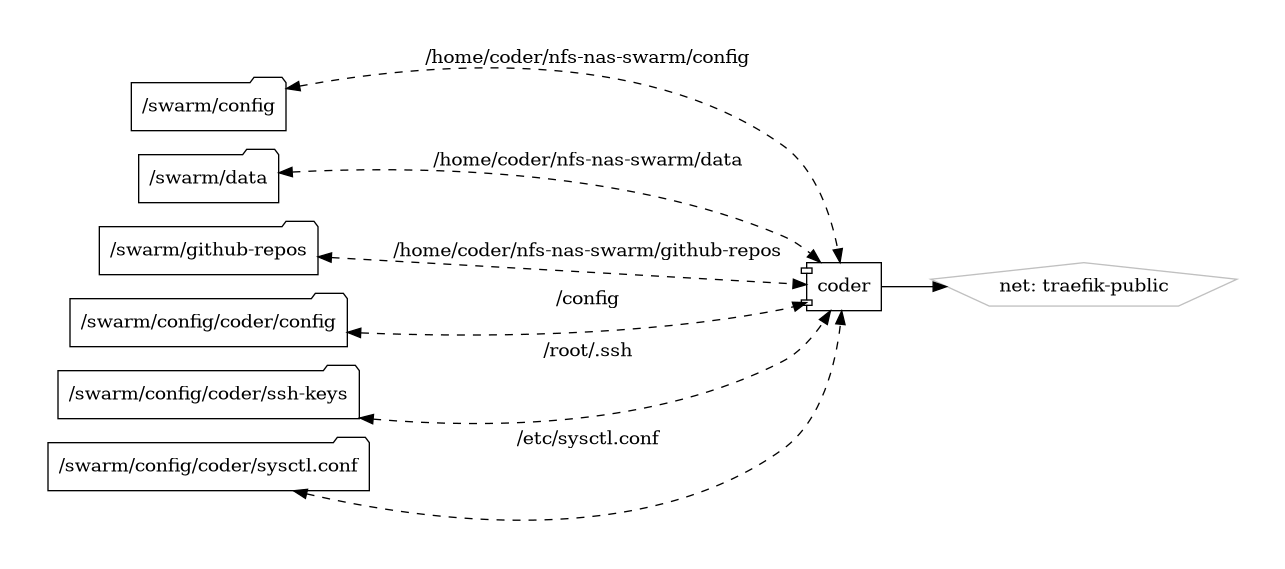 /home/coder/nfs-nas-swarm/config
/swarm/config
/home/coder/nfs-nas-swarm/data
/swarm/data
/home/coder/nfs-nas-swarm/github-repos
/swarm/github-repos
coder
net: traefik-public
/config
/swarm/config/coder/config
/root/.ssh
/swarm/config/coder/ssh-keys
/etc/sysctl.conf
/swarm/config/coder/sysctl.conf